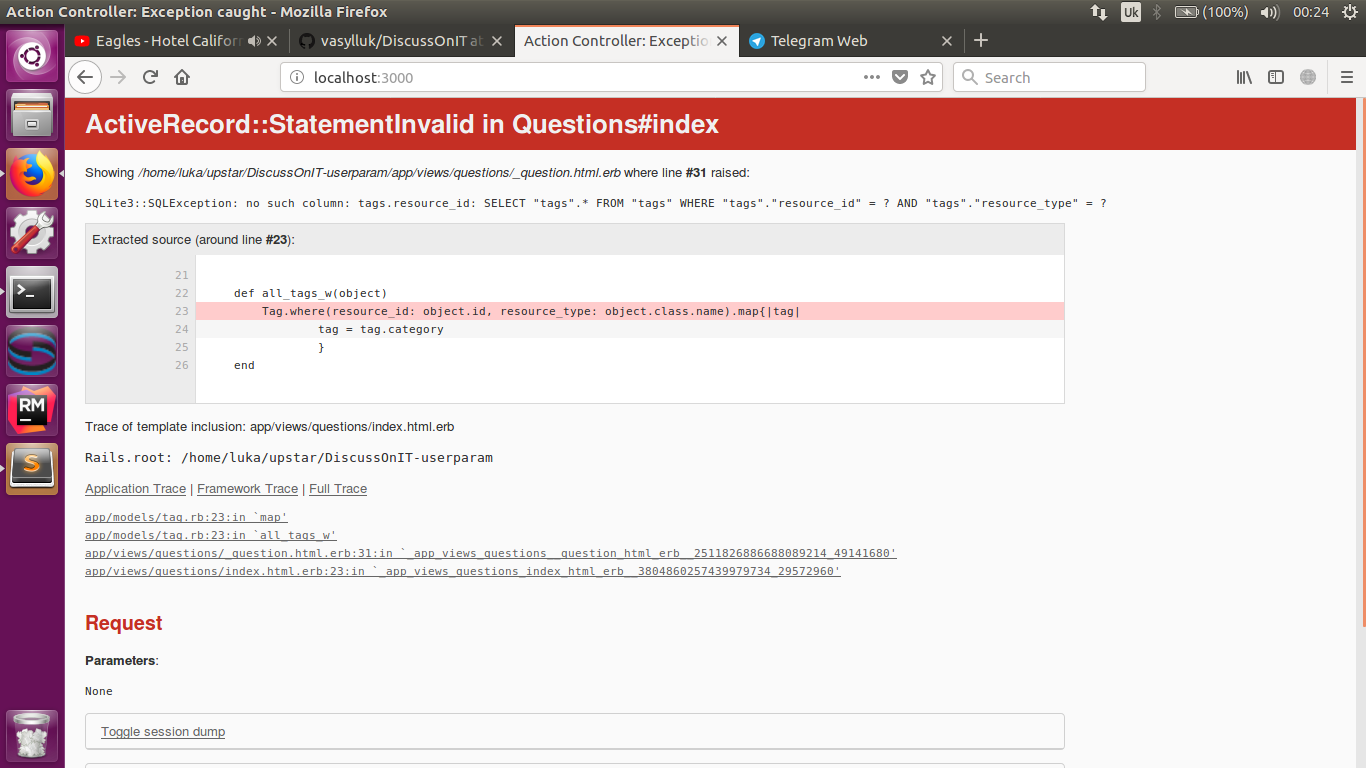 Action Controller: Exception caught - Mozilla Firefox
Uk
(100%)
00:24
Eagles - Hotel Califor
vasylluk/DiscussOnIT at
Action Controller: Exceptio
Telegram Web
localhost:3000
Search
ActiveRecord::StatementInvalid in Questions#index
Showing /home/luka/upstar/DiscussOnIT-userparam/app/views/questions/_question.html.erb where line #31 raised:
SQLite3::SQLException: no such column: tags.resource_id: SELECT "tags".* FROM "tags" WHERE "tags"."resource_id" = ? AND "tags"."resource_type" = ?
Extracted source (around line #23):
21
22 def all_tags_w(object)
23 Tag.where(resource_id: object.id, resource_type: object.class.name).map{|tag|
24 tag = tag.category
25 }
26 end
Trace of template inclusion: app/views/questions/index.html.erb
Rails.root: /home/luka/upstar/DiscussOnIT-userparam
Application Trace | Framework Trace | Full Trace
app/models/tag.rb:23:in `map'
app/models/tag.rb:23:in `all_tags_w'
app/views/questions/_question.html.erb:31:in `_app_views_questions__question_html_erb__2511826886688089214_49141680'
app/views/questions/index.html.erb:23:in `_app_views_questions_index_html_erb__3804860257439979734_29572960'
Request
Parameters:
None
Toggle session dump
RM
S